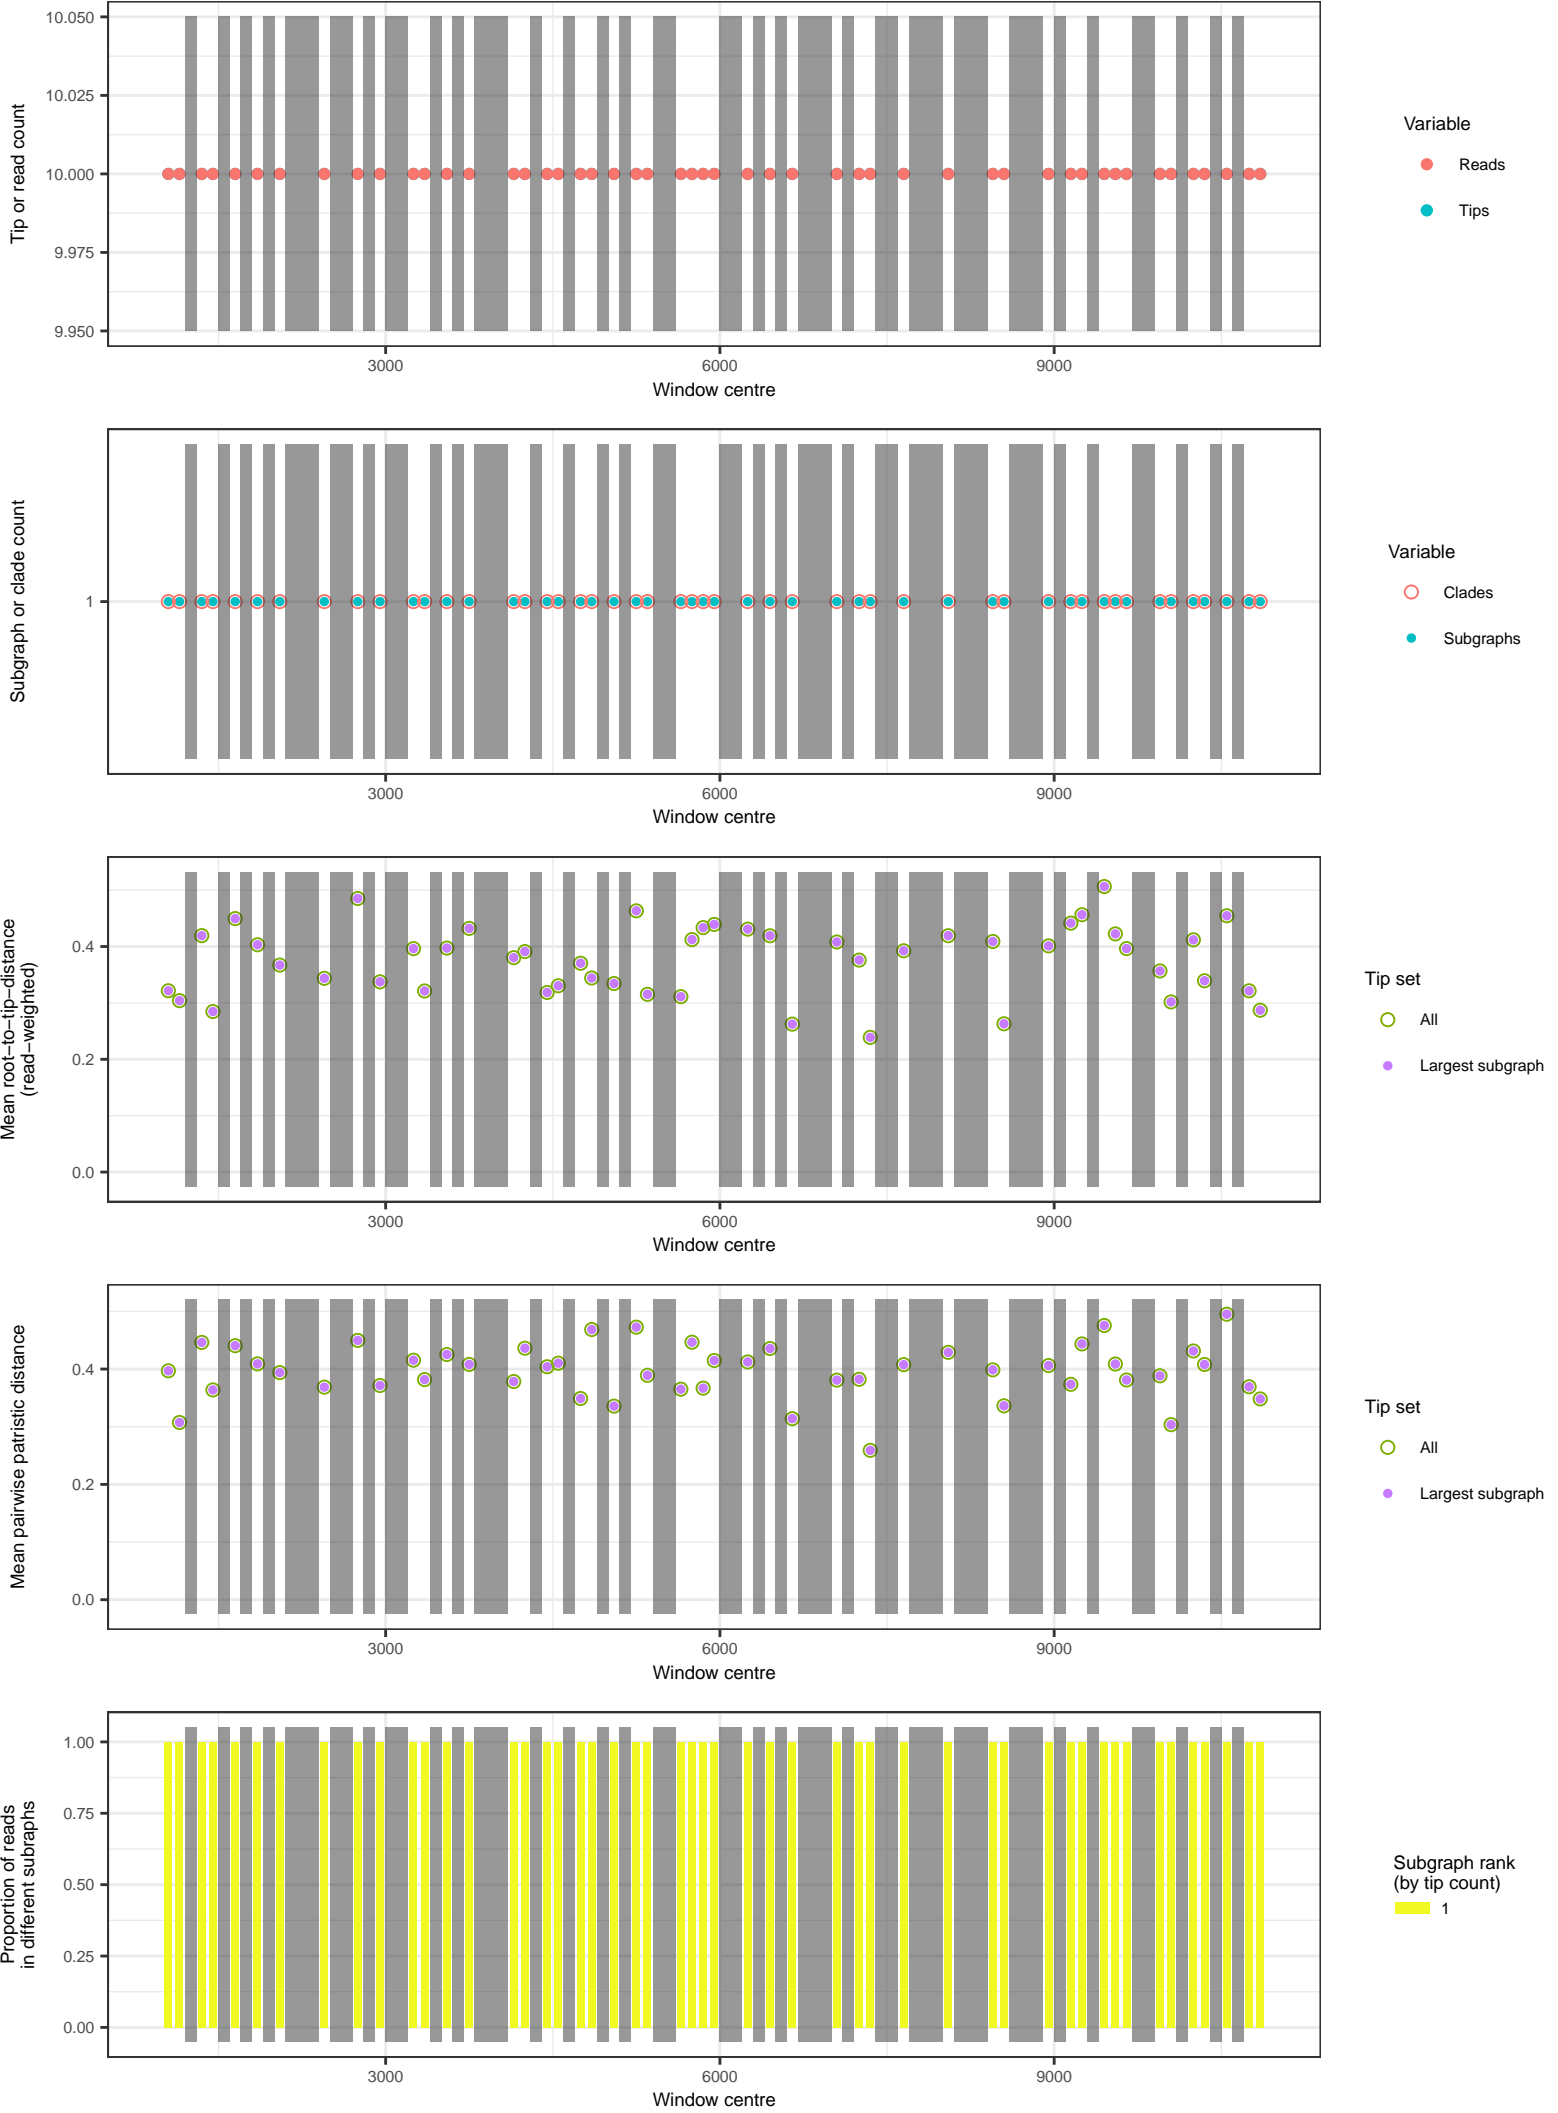 10.050
10.025
10.000
9.975
9.950
Tip or read count
3000
6000
9000
Window centre
Variable
Reads
Tips
1
Subgraph or clade count
3000
6000
9000
Window centre
Variable
Clades
Subgraphs
0.4
0.2
0.0
Mean root−to−tip−distance
(read−weighted)
3000
6000
9000
Window centre
Tip set
All
Largest subgraph
0.4
0.2
0.0
Mean pairwise patristic distance
3000
6000
9000
Window centre
Tip set
All
Largest subgraph
1.00
0.75
0.50
0.25
0.00
Proportion of reads
in different subraphs
3000
6000
9000
Window centre
Subgraph rank
(by tip count)
1